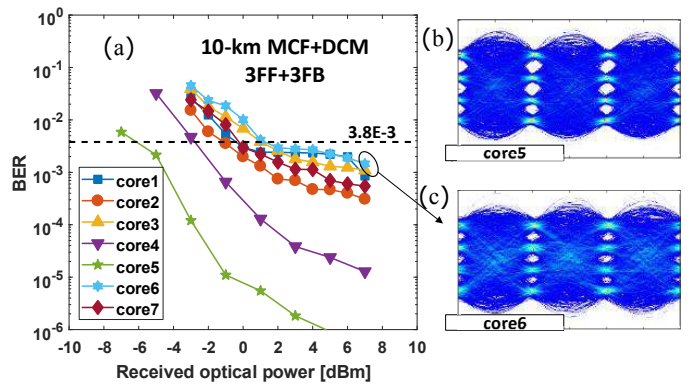 (a)
10-km MCF+DCM
3FF+3FB
3.8E-3
BER
10^0
10^-1
10^-2
10^-3
10^-4
10^-5
10^-6
core1
core2
core3
core4
core5
core6
core7
-10 -8 -6 -4 -2 0 2 4 6 8 10
Received optical power [dBm]
(b)
core5
(c)
core6